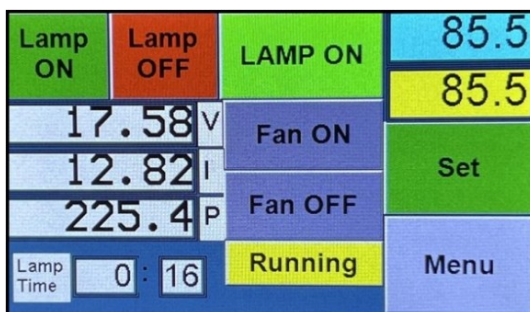 Lamp ON
Lamp OFF
LAMP ON
85.5
85.5
17.58 V
12.82 I
225.4 P
Fan ON
Fan OFF
Set
Lamp Time 0 : 16
Running
Menu